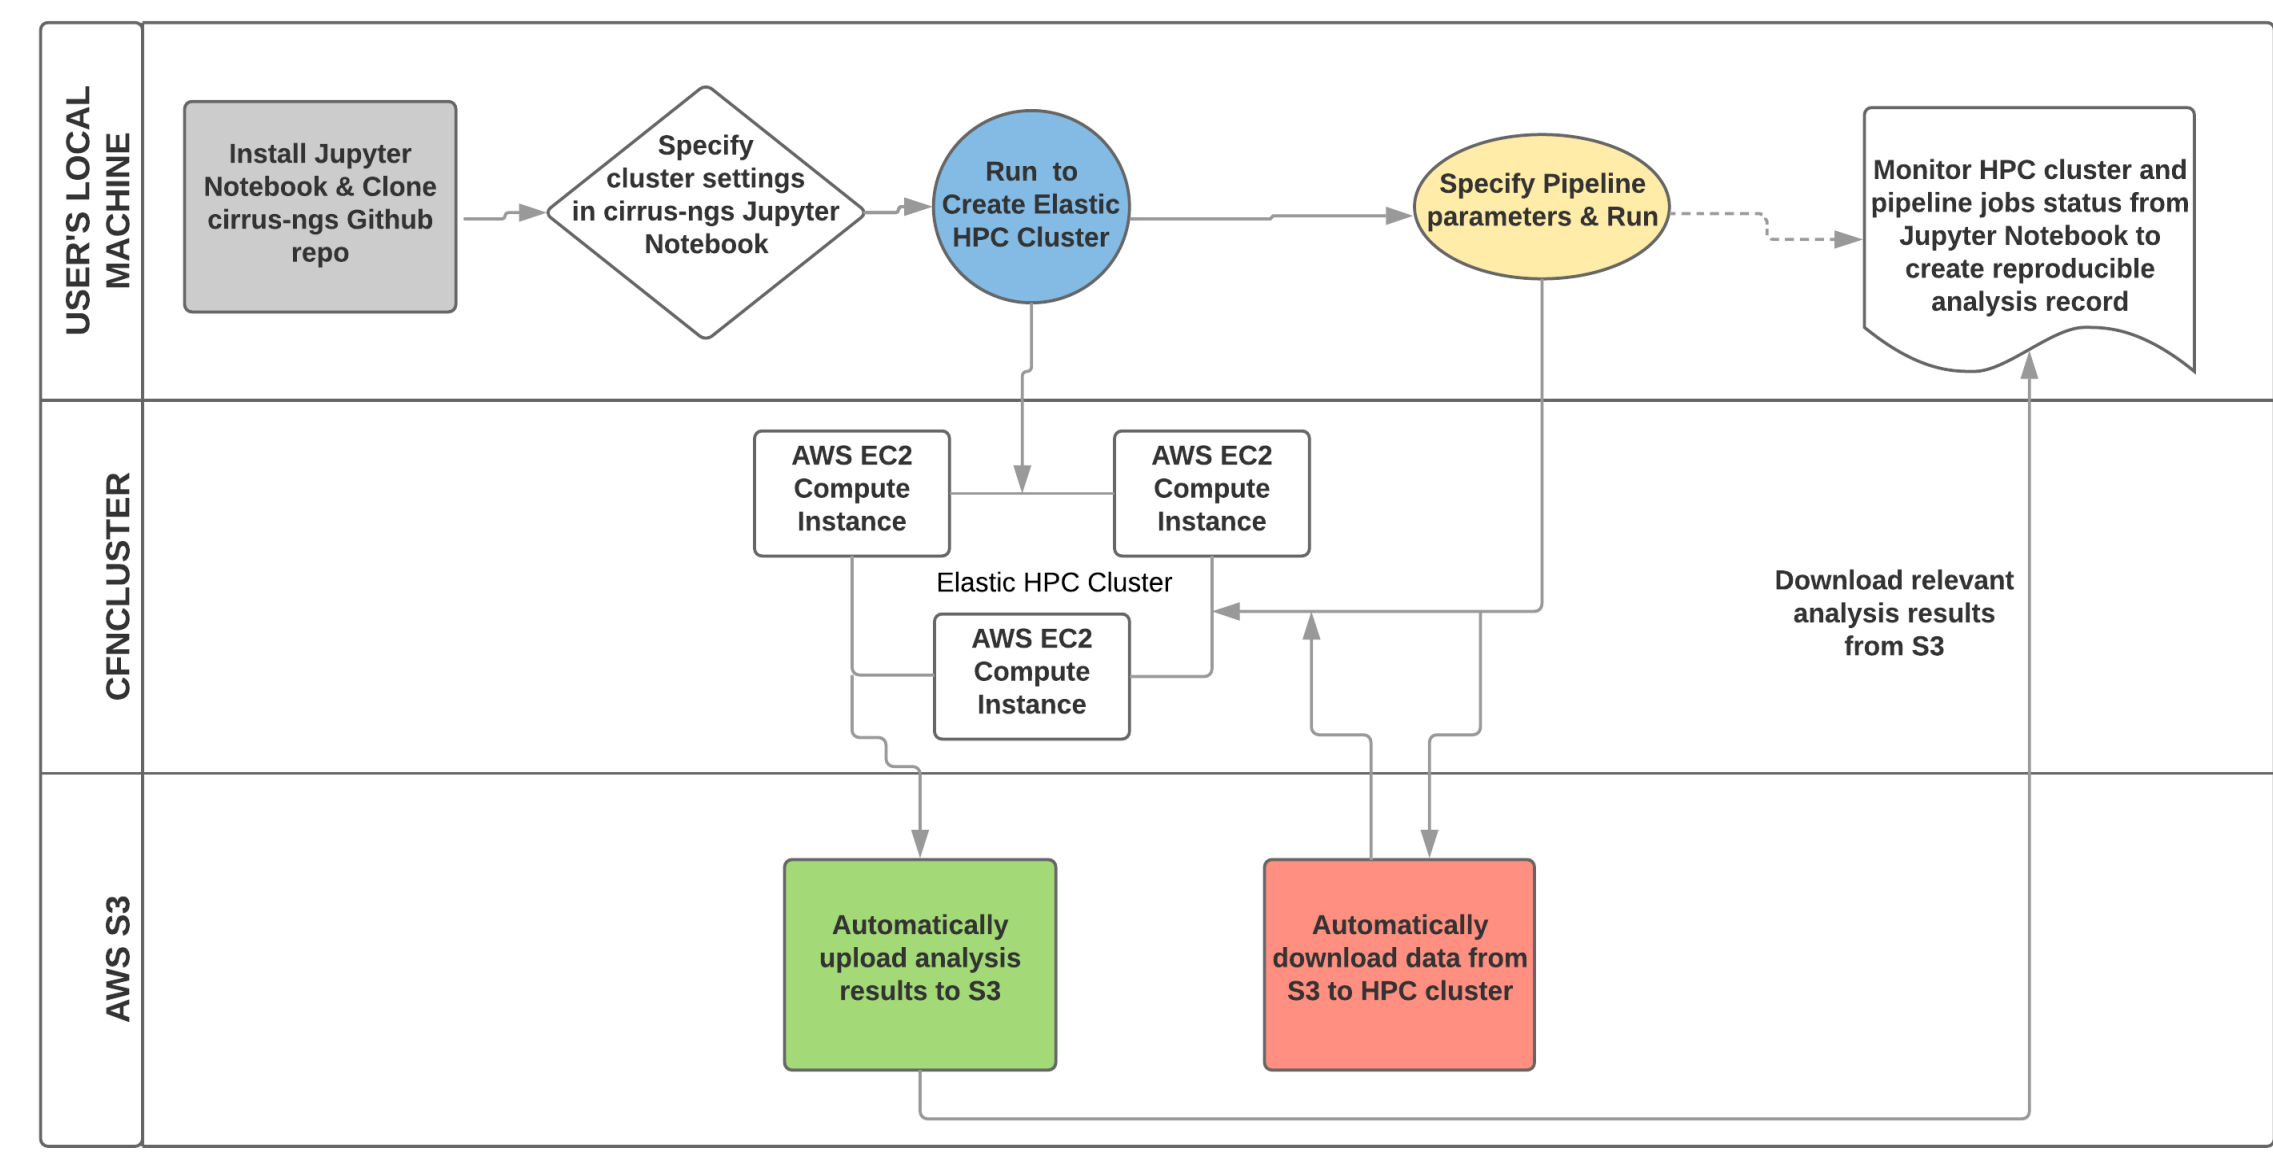 USER'S LOCAL
MACHINE
Install Jupyter
Notebook & Clone
cirrus-ngs Github
repo
Specify
cluster settings
in cirrus-ngs Jupyter
Notebook
Run to
Create Elastic
HPC Cluster
Specify Pipeline
parameters & Run
Monitor HPC cluster and
pipeline jobs status from
Jupyter Notebook to
create reproducible
analysis record
CFNCLUSTER
AWS EC2
Compute
Instance
AWS EC2
Compute
Instance
Elastic HPC Cluster
AWS EC2
Compute
Instance
Download relevant
analysis results
from S3
AWS S3
Automatically
upload analysis
results to S3
Automatically
download data from
S3 to HPC cluster